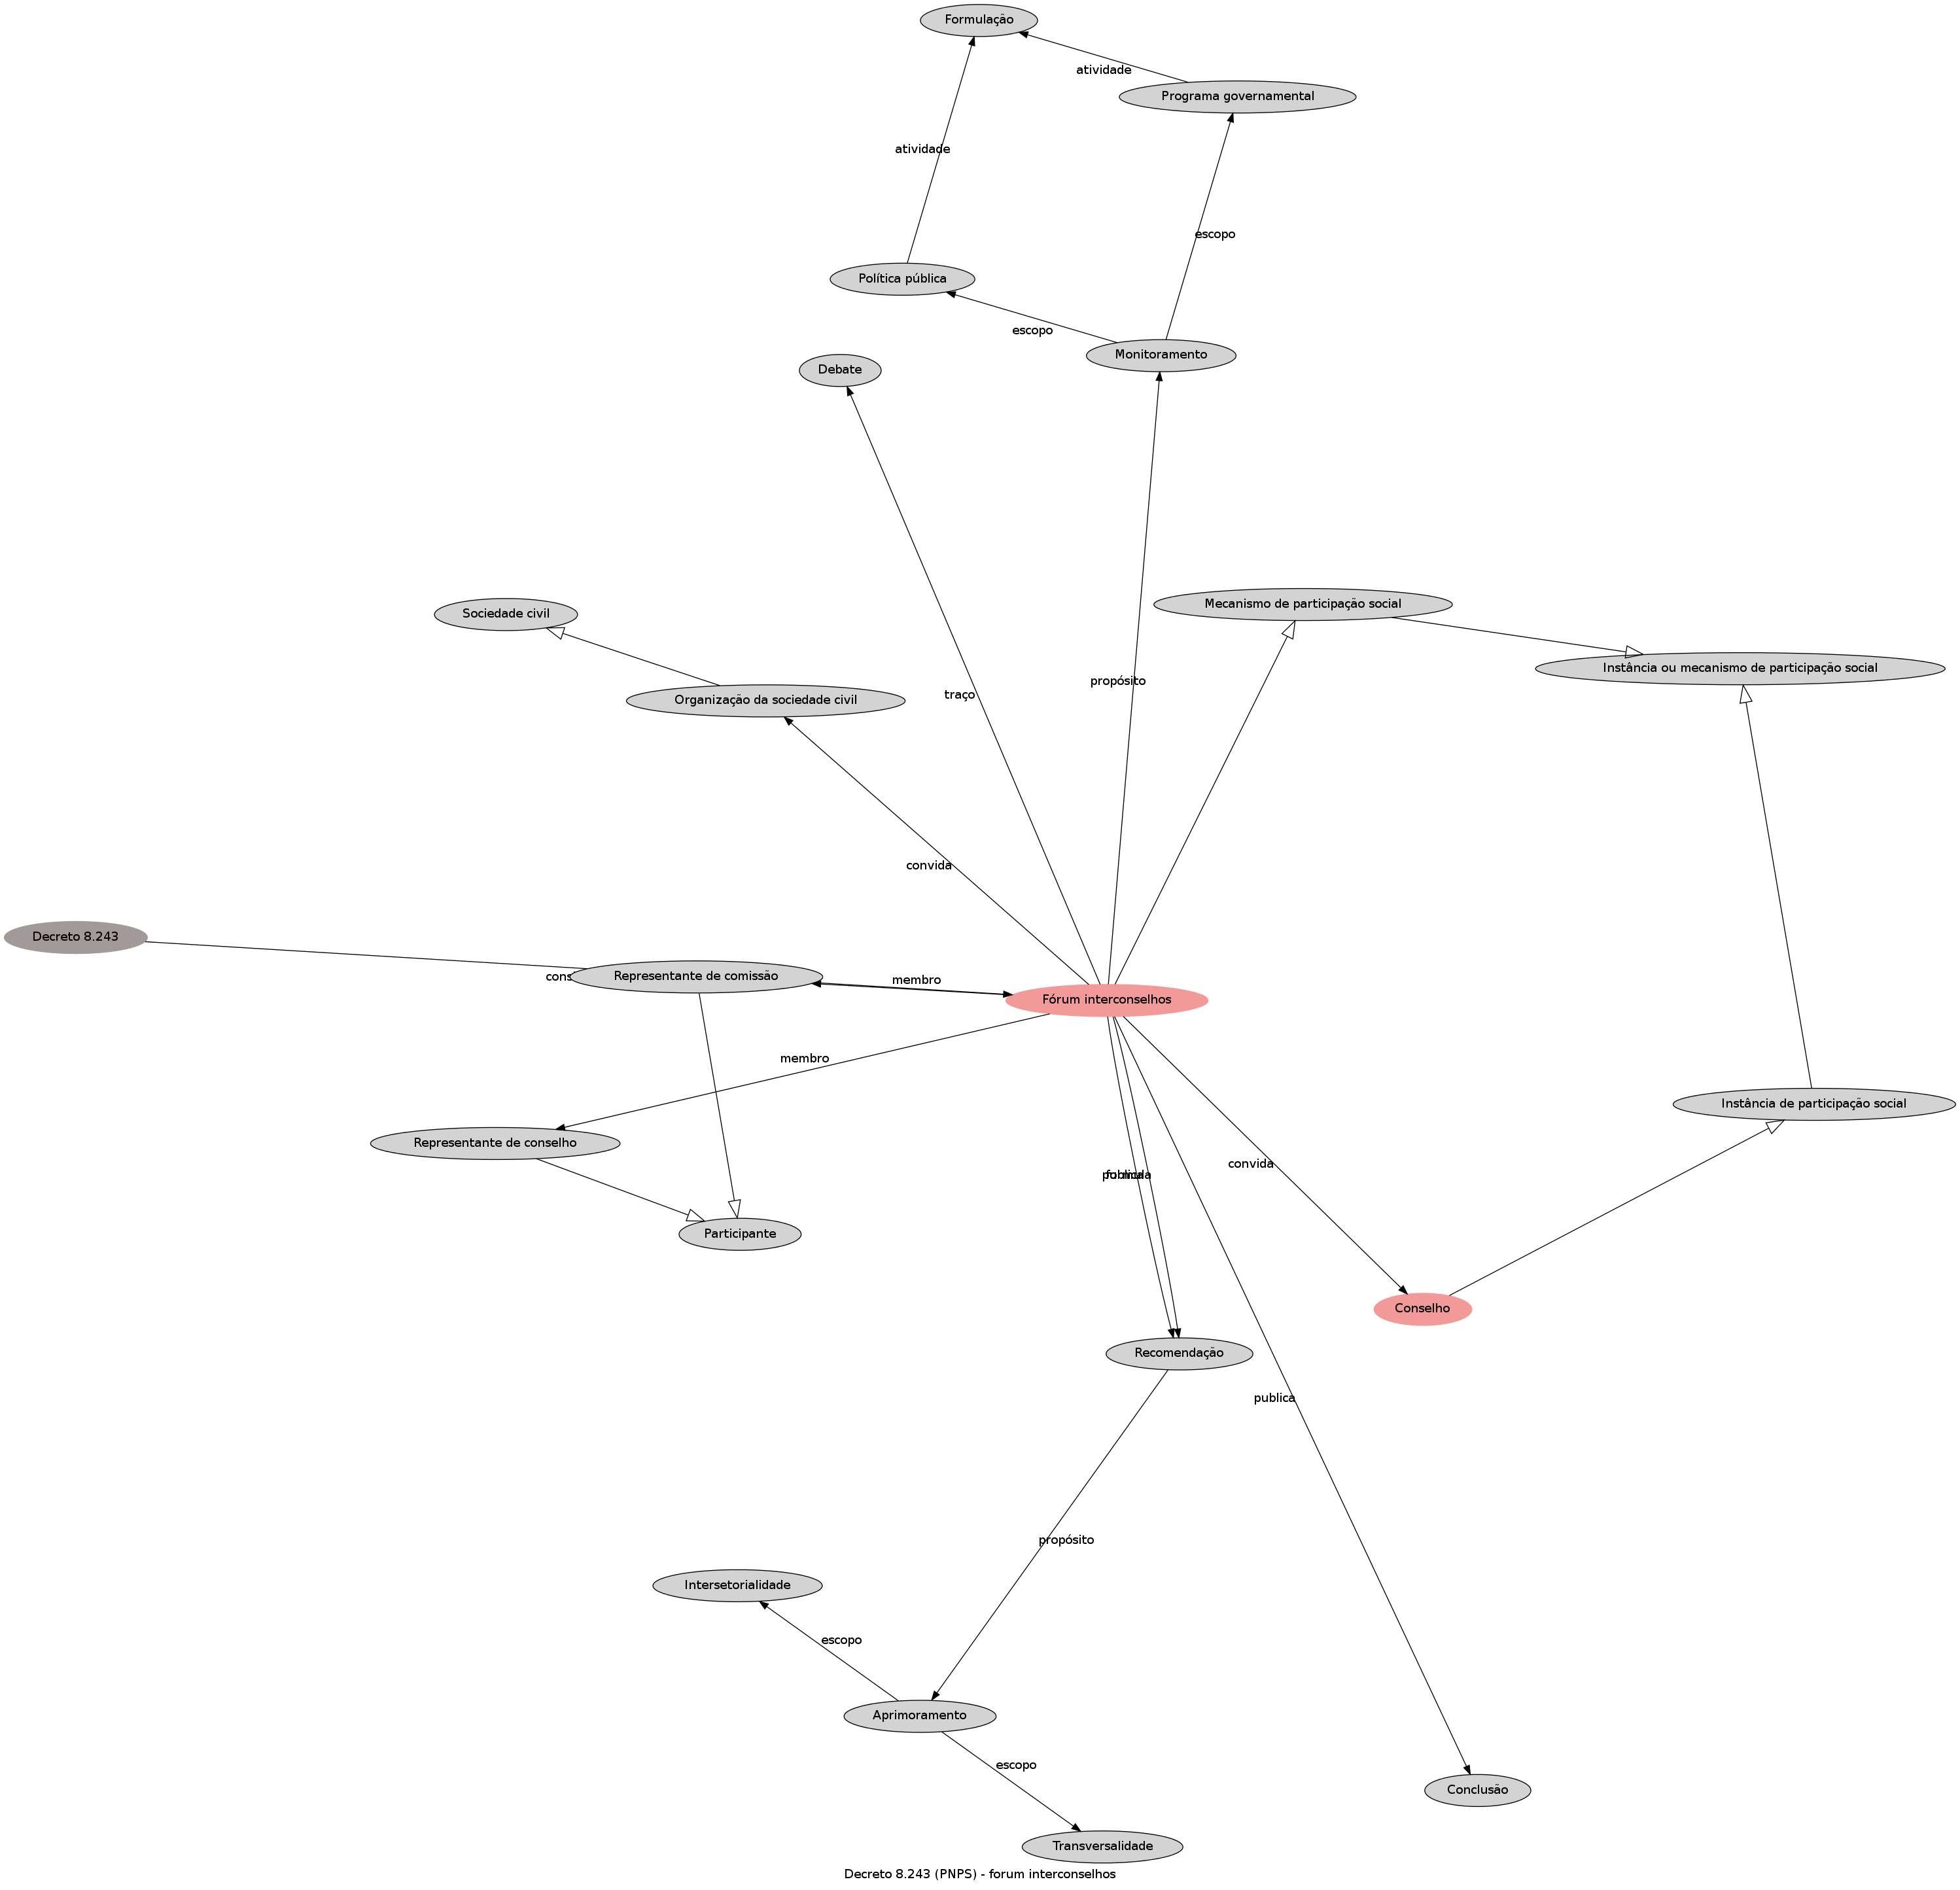 Formulação
atividade
Programa governamental
atividade
escopo
Política pública
escopo
Monitoramento
Debate
Mecanismo de participação social
Sociedade civil
Instância ou mecanismo de participação social
propósito
traço
Organização da sociedade civil
convida
Decreto 8.243
Representante de comissão
membro
Fórum interconselhos
membro
Instância de participação social
Representante de conselho
convida
Participante
Conselho
Recomendação
publica
propósito
Intersetorialidade
escopo
Aprimoramento
escopo
Conclusão
Transversalidade
Decreto 8.243 (PNPS) - forum interconselhos